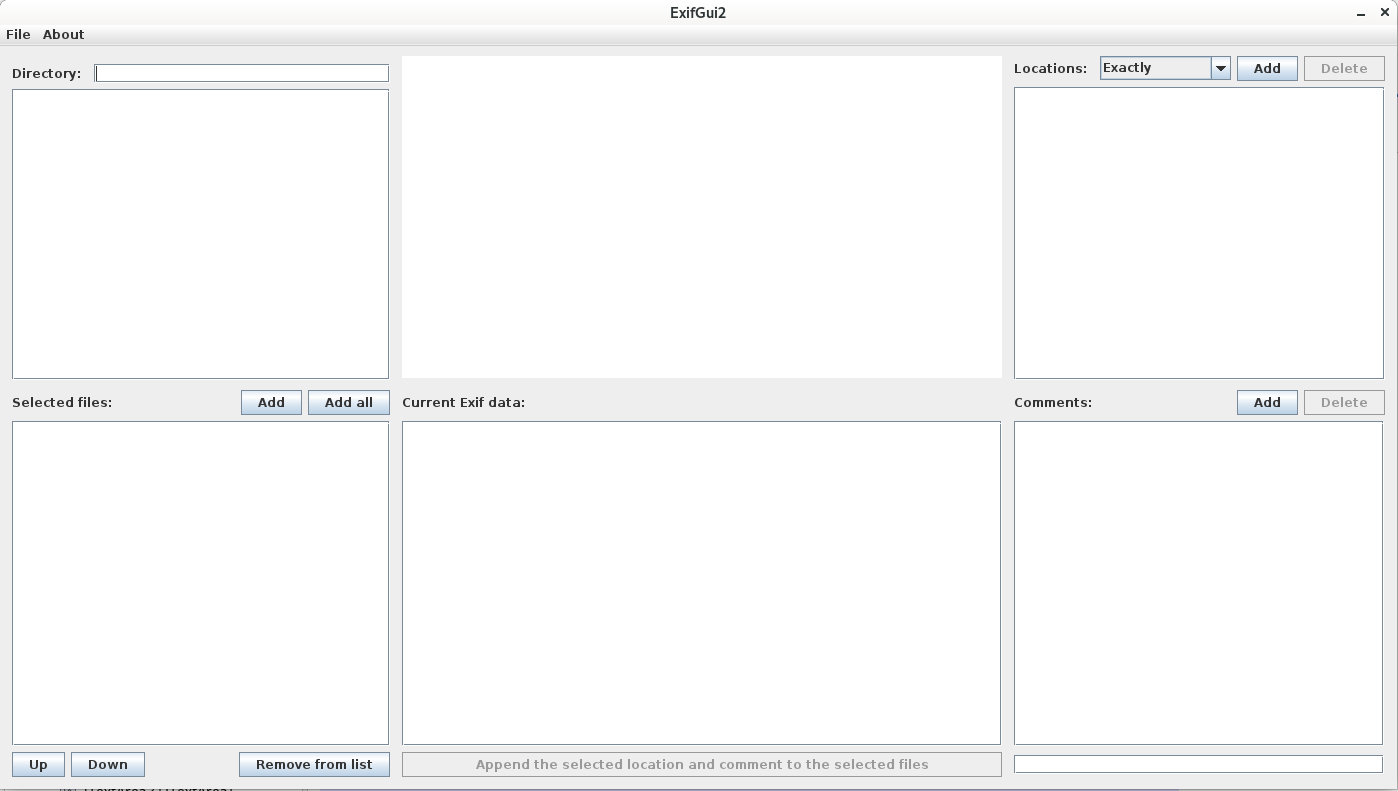 ExifGui2
File About
Directory:
Locations: Exactly Add Delete
Selected files: Add Add all
Current Exif data:
Comments: Add Delete
Up Down Remove from list
Append the selected location and comment to the selected files